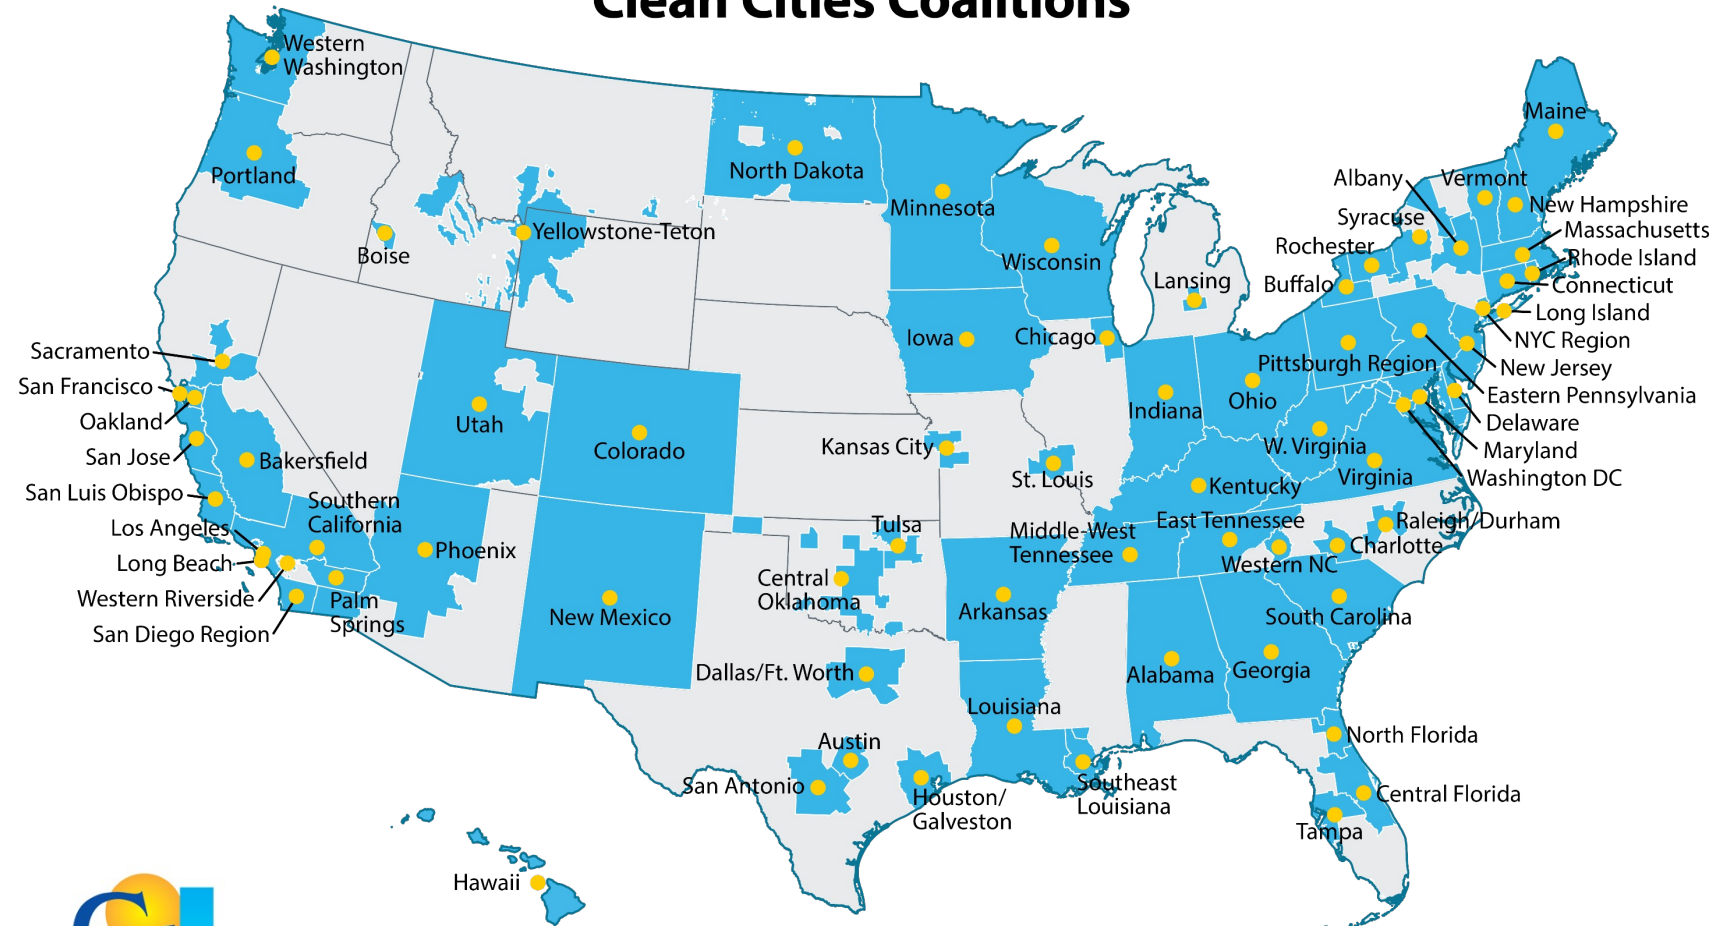 Clean Cities Coalitions
Western
Washington
Portland
Boise
Yellowstone-Teton
North Dakota
Minnesota
Wisconsin
Lansing
Maine
Albany
Vermont
New Hampshire
Syracuse
Massachusetts
Rochester
Rhode Island
Buffalo
Connecticut
Long Island
NYC Region
New Jersey
Eastern Pennsylvania
Delaware
Maryland
Washington DC
Pittsburgh Region
Iowa
Chicago
Indiana
Ohio
W. Virginia
Virginia
Sacramento
San Francisco
Oakland
San Jose
Bakersfield
San Luis Obispo
Southern
California
Los Angeles
Long Beach
Western Riverside
San Diego Region
Palm
Springs
Utah
Colorado
Phoenix
New Mexico
Kansas City
St. Louis
Kentucky
Tulsa
Central
Oklahoma
Middle-West
Tennessee
East Tennessee
Raleigh/Durham
Charlotte
Western NC
Arkansas
South Carolina
Dallas/Ft. Worth
Alabama
Georgia
Louisiana
Austin
San Antonio
Houston/
Galveston
Southeast
Louisiana
North Florida
Central Florida
Tampa
Hawaii